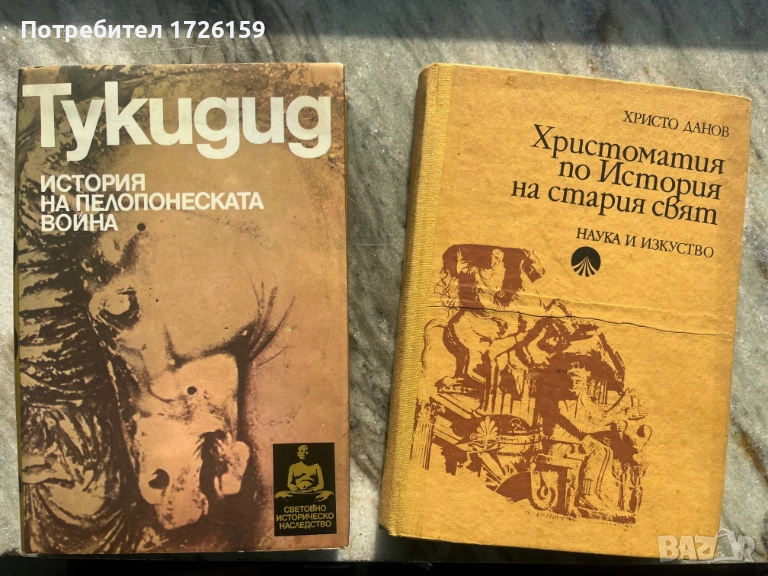 Потребител 1726159
Тукидид
ИСТОРИЯ
НА ПЕЛОПОНЕСКАТА
ВОЙНА
СВЕТОВНО
ИСТОРИЧЕСКО
НАСЛЕДСТВО
ХРИСТО ДАНОВ
Христоматия
по История
на стария свят
НАУКА И ИЗКУСТВО
BAZAR